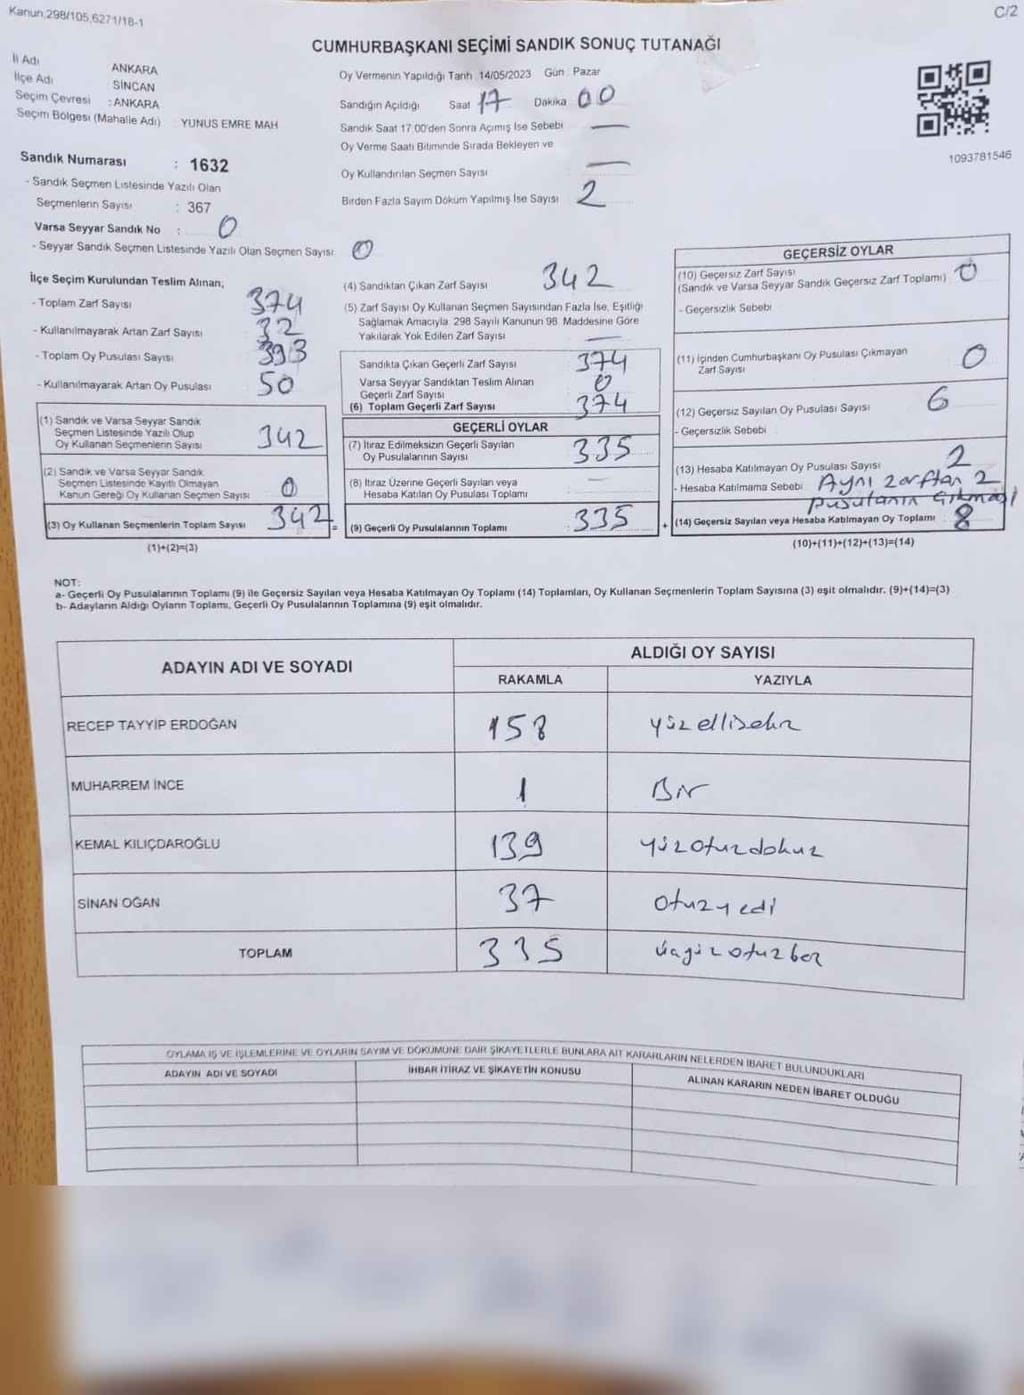 Kanun,298/105,6271/18-1
C/2
CUMHURBAŞKANI SEÇİMİ SANDIK SONUÇ TUTANAĞI
İl Adı ANKARA
İlçe Adı : SİNCAN
Seçim Çevresi : ANKARA
Seçim Bölgesi (Mahalle Adı) YUNUS EMRE MAH
Oy Vermenin Yapıldığı Tarih 14/05/2023 Gün : Pazar
Sandığın Açıldığı Saat 17 Dakika 00
Sandık Saat 17.00'den Sonra Açımış İse Sebebi —
Oy Verme Saati Bitiminde Sırada Bekleyen ve
Oy Kullandırılan Seçmen Sayısı —
Birden Fazla Sayım Döküm Yapılmış İse Sayısı 2
1093781546
Sandık Numarası : 1632
- Sandık Seçmen Listesinde Yazılı Olan
Seçmenlerin Sayısı : 367
Varsa Seyyar Sandık No : 0
- Seyyar Sandık Seçmen Listesinde Yazılı Olan Seçmen Sayısı 0
İlçe Seçim Kurulundan Teslim Alınan,
- Toplam Zarf Sayısı 374
- Kullanılmayarak Artan Zarf Sayısı 32
- Toplam Oy Pusulası Sayısı 393
- Kullanılmayarak Artan Oy Pusulası 50
(1) Sandık ve Varsa Seyyar Sandık
Seçmen Listesinde Yazılı Olup
Oy Kullanan Seçmenlerin Sayısı 342
(2) Sandık ve Varsa Seyyar Sandık
Seçmen Listesinde Kayıtlı Olmayan
Kanun Gereği Oy Kullanan Seçmen Sayısı 0
(3) Oy Kullanan Seçmenlerin Toplam Sayısı 342 =
(1)+(2)=(3)
(4) Sandıktan Çıkan Zarf Sayısı 342
(5) Zarf Sayısı Oy Kullanan Seçmen Sayısından Fazla İse, Eşitliği
Sağlamak Amacıyla 298 Sayılı Kanunun 98. Maddesine Göre
Yakılarak Yok Edilen Zarf Sayısı —
Sandıkta Çıkan Geçerli Zarf Sayısı 374
Varsa Seyyar Sandıktan Teslim Alınan
Geçerli Zarf Sayısı 0
(6) Toplam Geçerli Zarf Sayısı 374
GEÇERLİ OYLAR
(7) İtiraz Edilmeksizin Geçerli Sayılan
Oy Pusulalarının Sayısı 335
(8) İtiraz Üzerine Geçerli Sayılan veya
Hesaba Katılan Oy Pusulası Toplamı —
(9) Geçerli Oy Pusulalarının Toplamı 335 +
GEÇERSİZ OYLAR
(10) Geçersiz Zarf Sayısı
(Sandık ve Varsa Seyyar Sandık Geçersiz Zarf Toplamı) 0
- Geçersizlik Sebebi
(11) İçinden Cumhurbaşkanı Oy Pusulası Çıkmayan
Zarf Sayısı 0
(12) Geçersiz Sayılan Oy Pusulası Sayısı 6
- Geçersizlik Sebebi
(13) Hesaba Katılmayan Oy Pusulası Sayısı 2
- Hesaba Katılmama Sebebi Aynı zarftan 2
pusulanın çıkması
(14) Geçersiz Sayılan veya Hesaba Katılmayan Oy Toplamı 8
(10)+(11)+(12)+(13)=(14)
NOT:
a- Geçerli Oy Pusulalarının Toplamı (9) ile Geçersiz Sayılan veya Hesaba Katılmayan Oy Toplamı (14) Toplamları, Oy Kullanan Seçmenlerin Toplam Sayısına (3) eşit olmalıdır. (9)+(14)=(3)
b- Adayların Aldığı Oyların Toplamı, Geçerli Oy Pusulalarının Toplamına (9) eşit olmalıdır.
ADAYIN ADI VE SOYADI ALDIĞI OY SAYISI
RAKAMLA YAZIYLA
RECEP TAYYİP ERDOĞAN 158 yüzellisekiz
MUHARREM İNCE 1 Bir
KEMAL KILIÇDAROĞLU 139 yüzotuzdokuz
SİNAN OĞAN 37 otuzyedi
TOPLAM 335 üçyüzotuzbeş
OYLAMA İŞ VE İŞLEMLERİNE VE OYLARIN SAYIM VE DÖKÜMÜNE DAİR ŞİKAYETLERLE BUNLARA AİT KARARLARIN NELERDEN İBARET BULUNDUKLARI
ADAYIN ADI VE SOYADI İHBAR İTİRAZ VE ŞİKAYETİN KONUSU ALINAN KARARIN NEDEN İBARET OLDUĞU